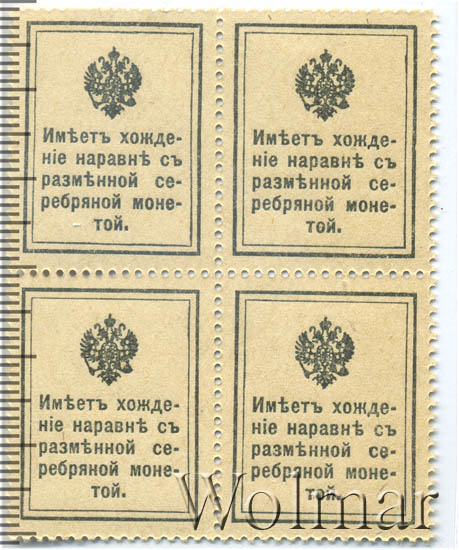 Имѣетъ хожде-
ніе наравнѣ съ
размѣнной се-
ребряной моне-
той.
Имѣетъ хожде-
ніе наравнѣ съ
размѣнной се-
ребряной моне-
той.
Имѣетъ хожде-
ніе наравнѣ съ
размѣнной се-
ребряной моне-
той.
Имѣетъ хожде-
ніе наравнѣ съ
размѣнной се-
ребряной моне-
той.
Wolmar